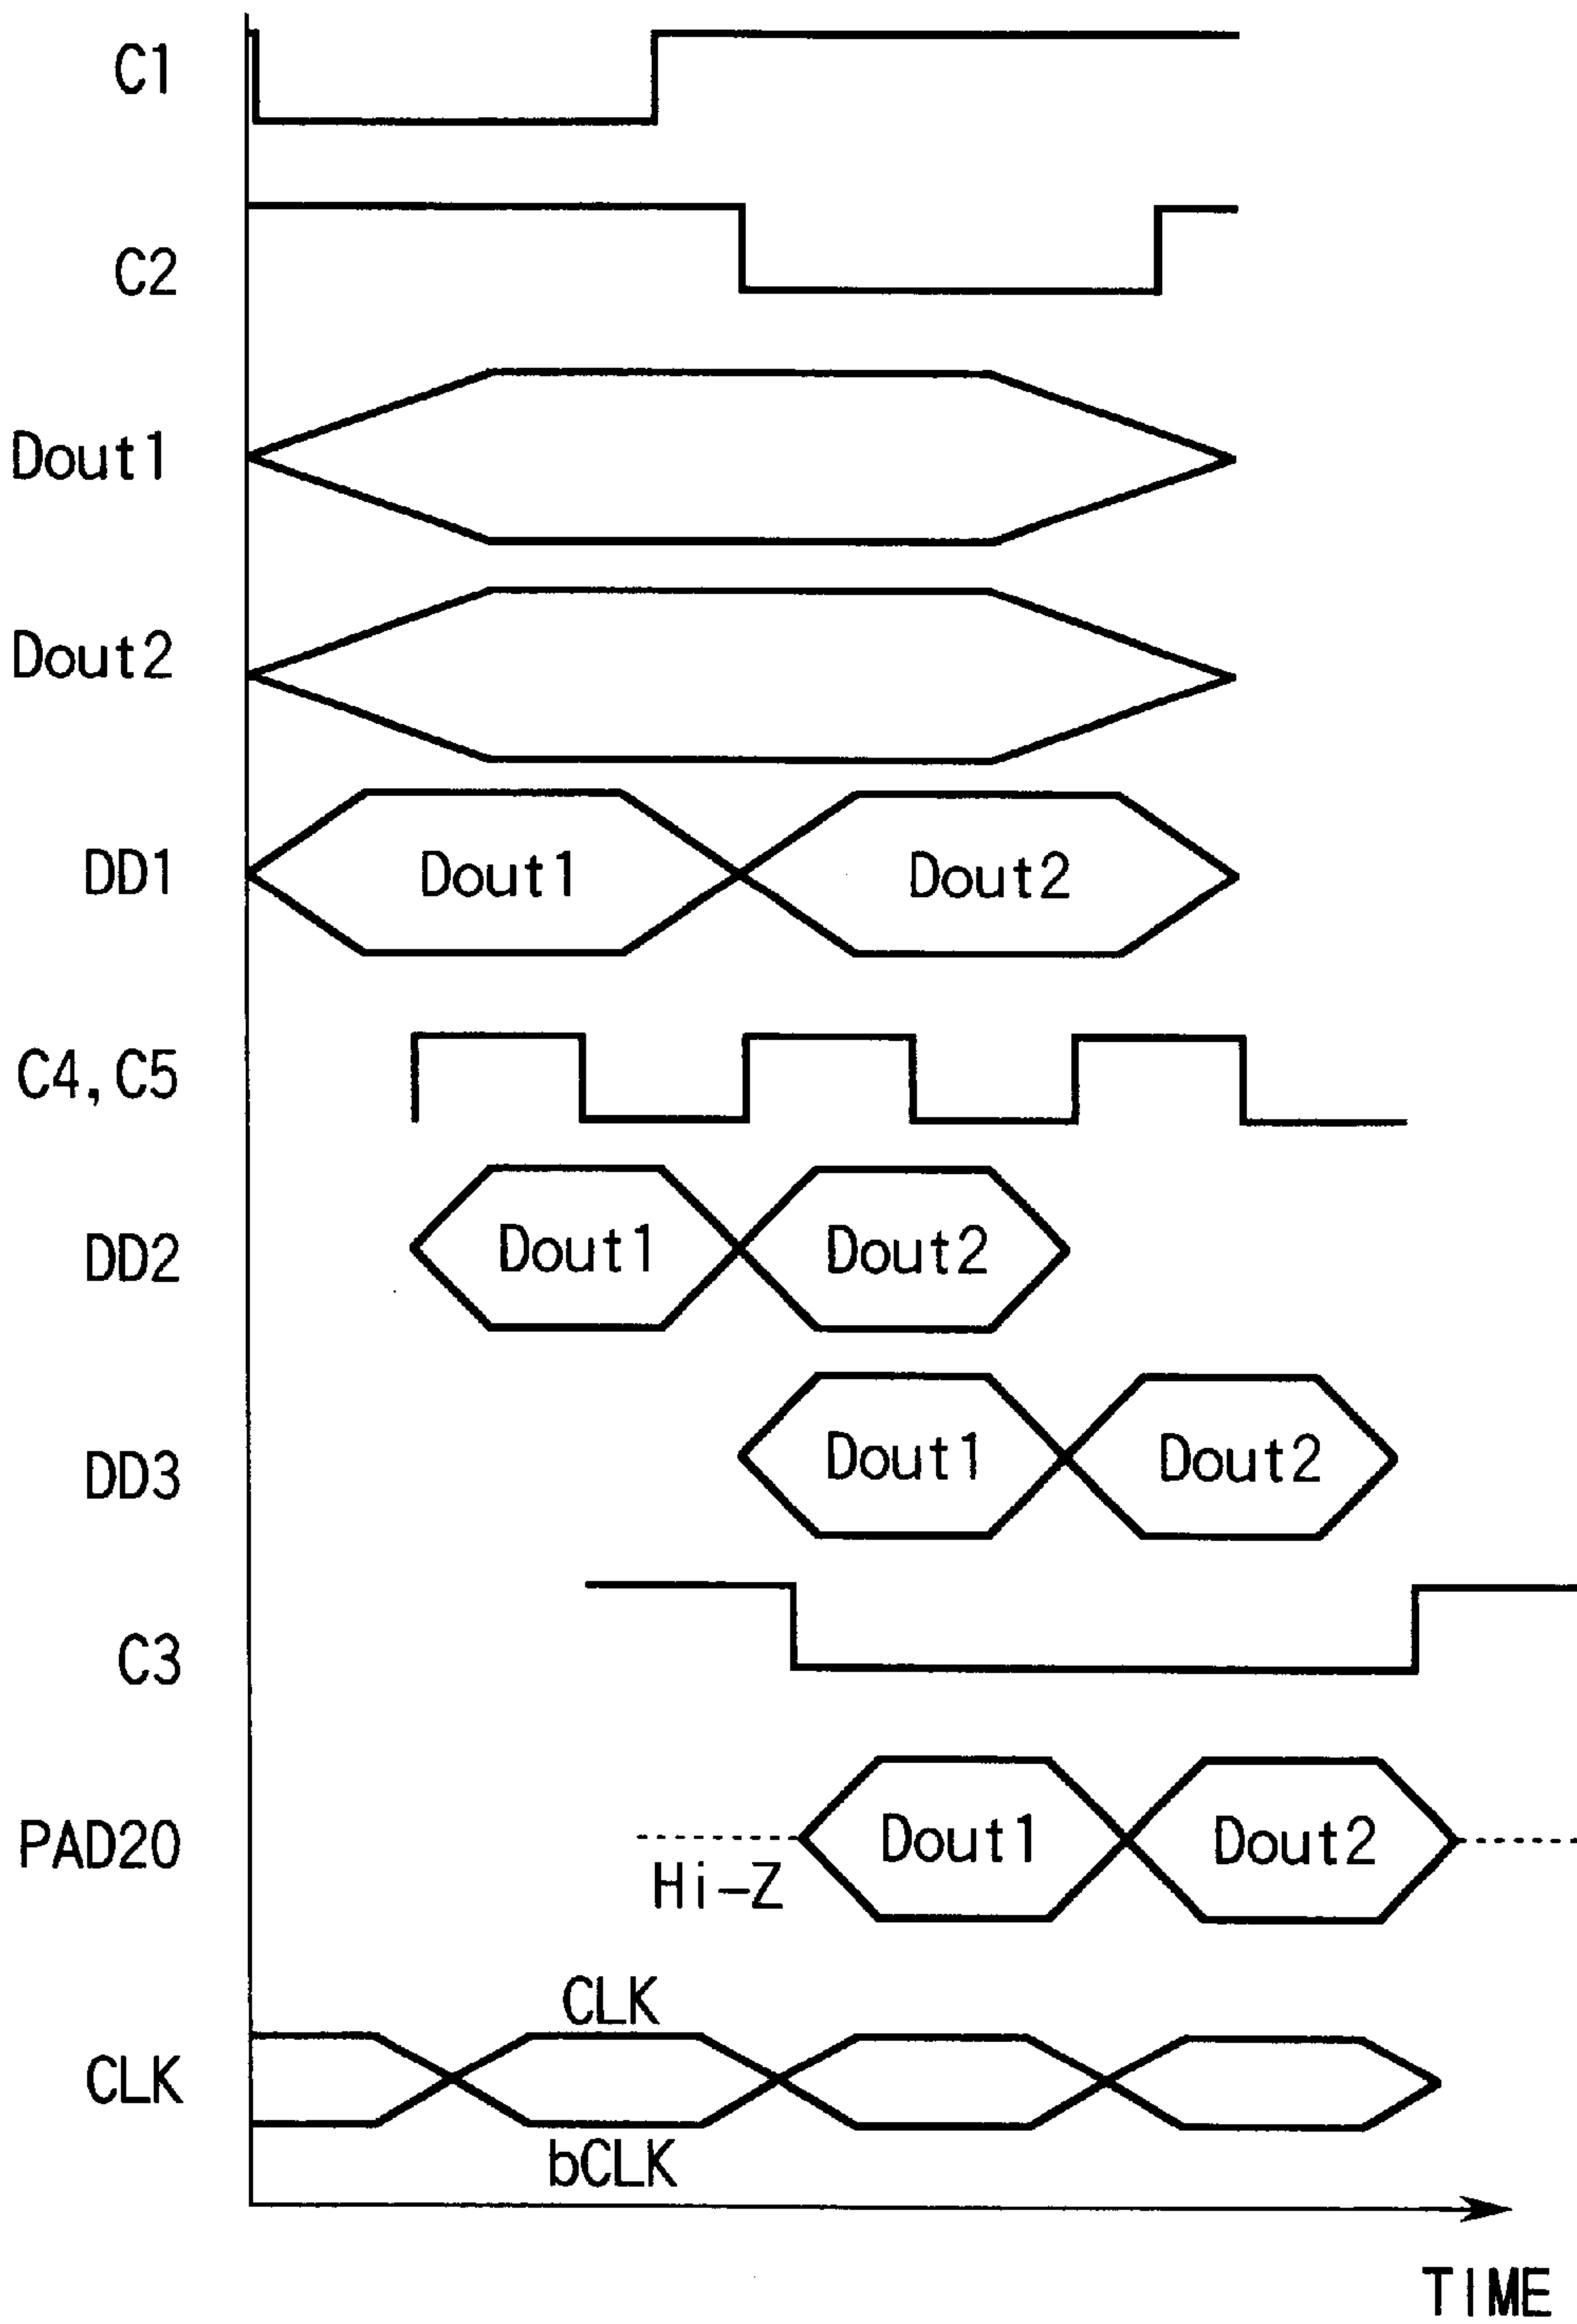 C1
C2
Dout1
Dout2
DD1 Dout1 Dout2
C4, C5
DD2 Dout1 Dout2
DD3 Dout1 Dout2
C3
PAD20 Dout1 Dout2
Hi-Z
CLK
CLK
bCLK
TIME